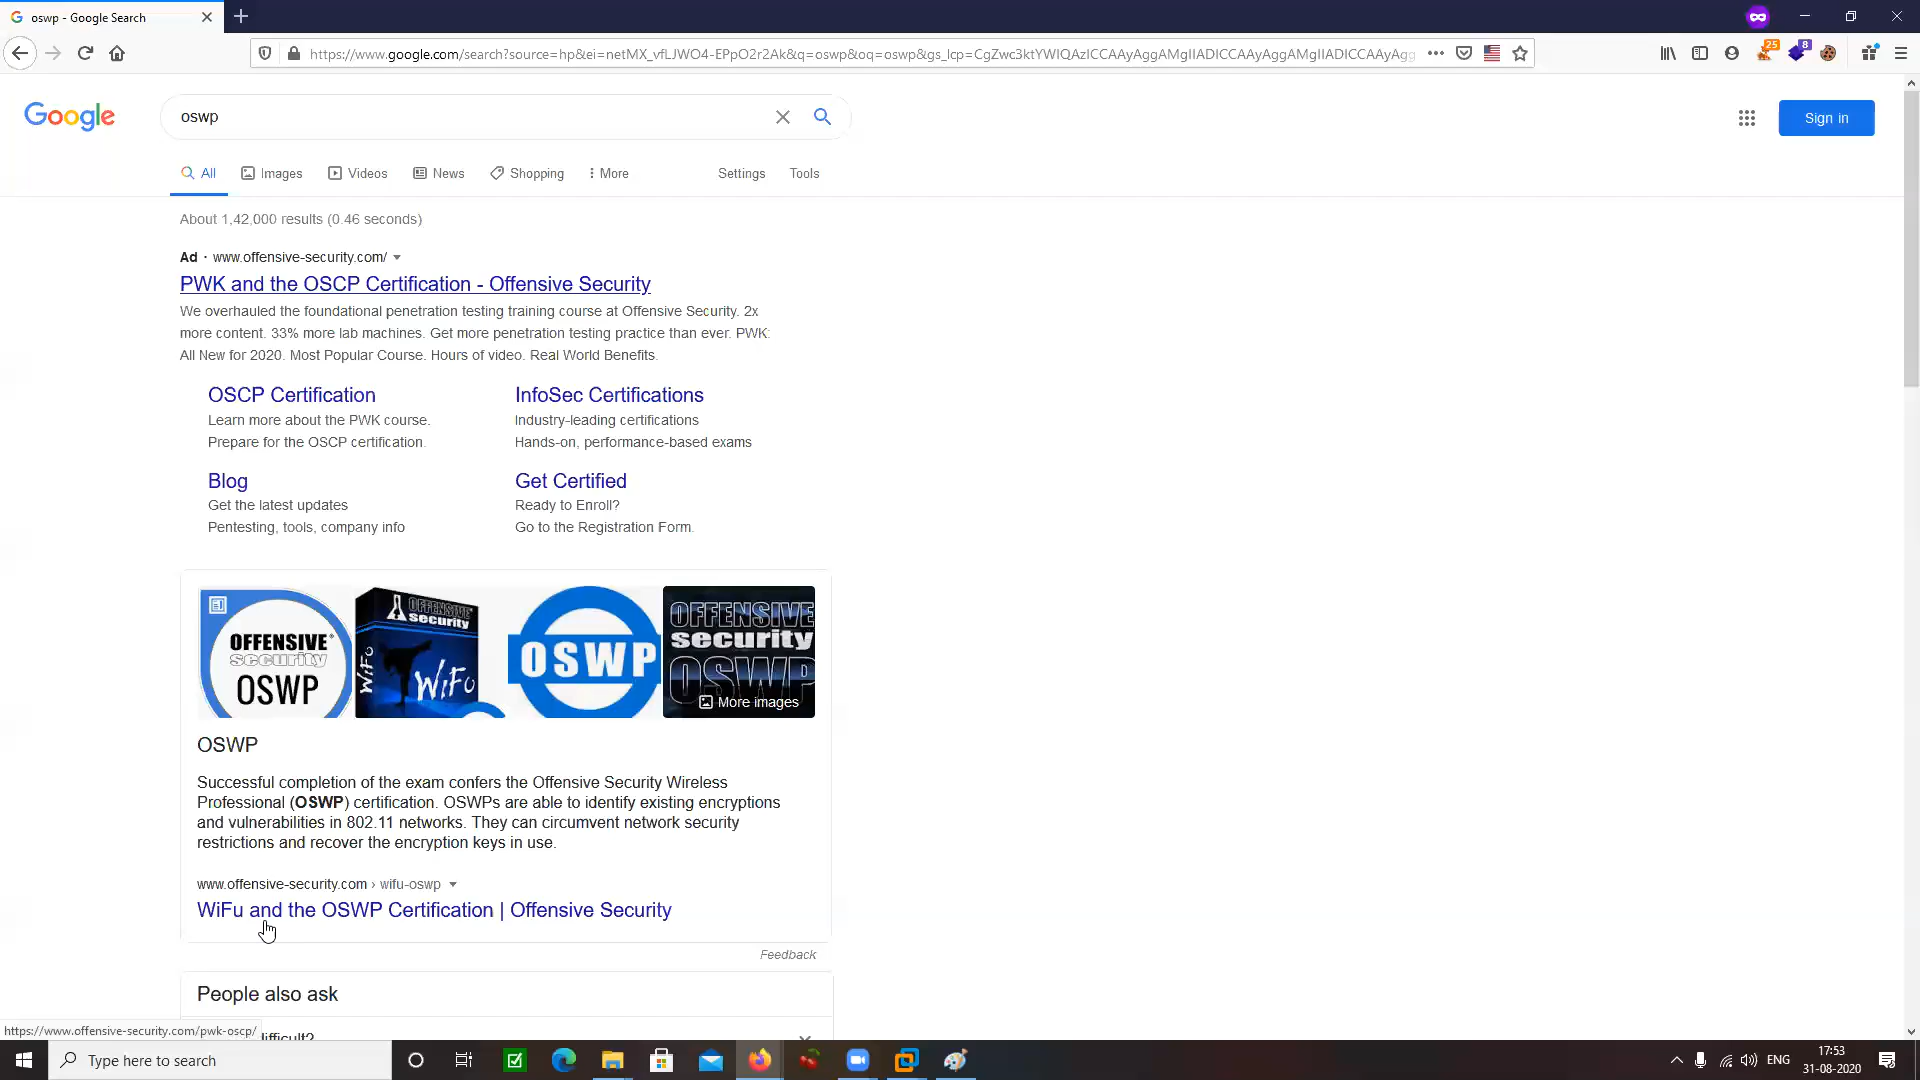 oswp - Google Search
https://www.google.com/search?source=hp&ei=netMX_vfLJWO4-EPpO2r2Ak&q=oswp&oq=oswp&gs_lcp=CgZwc3ktYWIQAzICCAAyAggAMgIIADICCAAyAggAMgIIADICCAAyAgg
25
8
Google
oswp
Sign in
All
Images
Videos
News
Shopping
More
Settings
Tools
About 1,42,000 results (0.46 seconds)
Ad · www.offensive-security.com/
PWK and the OSCP Certification - Offensive Security
We overhauled the foundational penetration testing training course at Offensive Security. 2x
more content. 33% more lab machines. Get more penetration testing practice than ever. PWK:
All New for 2020. Most Popular Course. Hours of video. Real World Benefits.
OSCP Certification
Learn more about the PWK course.
Prepare for the OSCP certification.
InfoSec Certifications
Industry-leading certifications
Hands-on, performance-based exams
Blog
Get the latest updates
Pentesting, tools, company info
Get Certified
Ready to Enroll?
Go to the Registration Form.
OFFENSIVE
security
OSWP
OFFENSIVE
security
WiFu
WiFu
OSWP
OFFENSIVE
security
OSWP
More images
OSWP
Successful completion of the exam confers the Offensive Security Wireless
Professional (OSWP) certification. OSWPs are able to identify existing encryptions
and vulnerabilities in 802.11 networks. They can circumvent network security
restrictions and recover the encryption keys in use.
www.offensive-security.com › wifu-oswp
WiFu and the OSWP Certification | Offensive Security
Feedback
People also ask
https://www.offensive-security.com/pwk-oscp/
Type here to search
ENG
17:53
31-08-2020